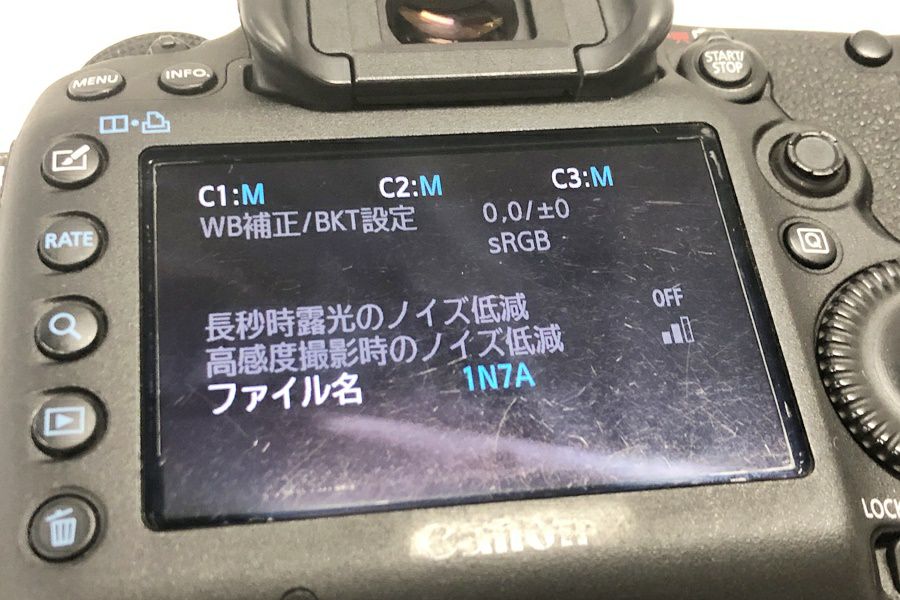 MENU
INFO.
START/
STOP
C1:M C2:M C3:M
WB補正/BKT設定 0,0/±0
sRGB
RATE
Q
長秒時露光のノイズ低減 OFF
高感度撮影時のノイズ低減
ファイル名 1N7A
LOCK
Canon